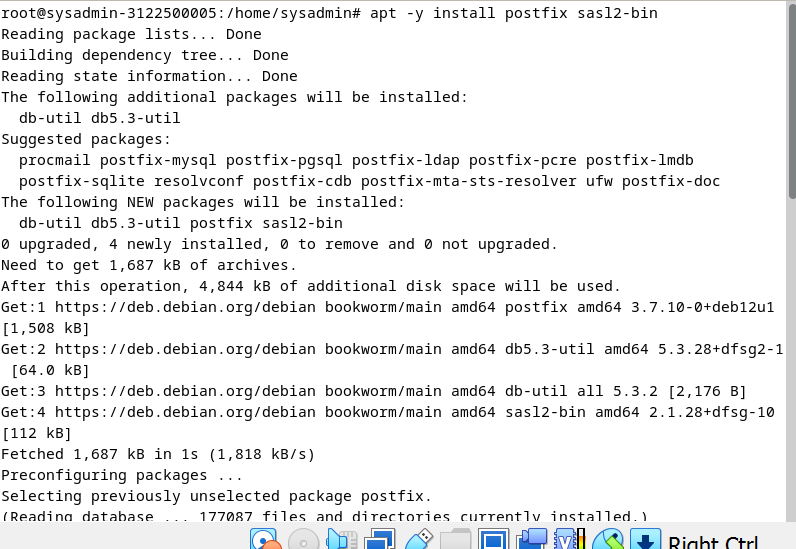 root@sysadmin-3122500005:/home/sysadmin# apt -y install postfix sasl2-bin
Reading package lists... Done
Building dependency tree... Done
Reading state information... Done
The following additional packages will be installed:
  db-util db5.3-util
Suggested packages:
  procmail postfix-mysql postfix-pgsql postfix-ldap postfix-pcre postfix-lmdb
  postfix-sqlite resolvconf postfix-cdb postfix-mta-sts-resolver ufw postfix-doc
The following NEW packages will be installed:
  db-util db5.3-util postfix sasl2-bin
0 upgraded, 4 newly installed, 0 to remove and 0 not upgraded.
Need to get 1,687 kB of archives.
After this operation, 4,844 kB of additional disk space will be used.
Get:1 https://deb.debian.org/debian bookworm/main amd64 postfix amd64 3.7.10-0+deb12u1
[1,508 kB]
Get:2 https://deb.debian.org/debian bookworm/main amd64 db5.3-util amd64 5.3.28+dfsg2-1
 [64.0 kB]
Get:3 https://deb.debian.org/debian bookworm/main amd64 db-util all 5.3.2 [2,176 B]
Get:4 https://deb.debian.org/debian bookworm/main amd64 sasl2-bin amd64 2.1.28+dfsg-10
[112 kB]
Fetched 1,687 kB in 1s (1,818 kB/s)
Preconfiguring packages ...
Selecting previously unselected package postfix.
(Reading database ... 177087 files and directories currently installed.)
Right Ctrl